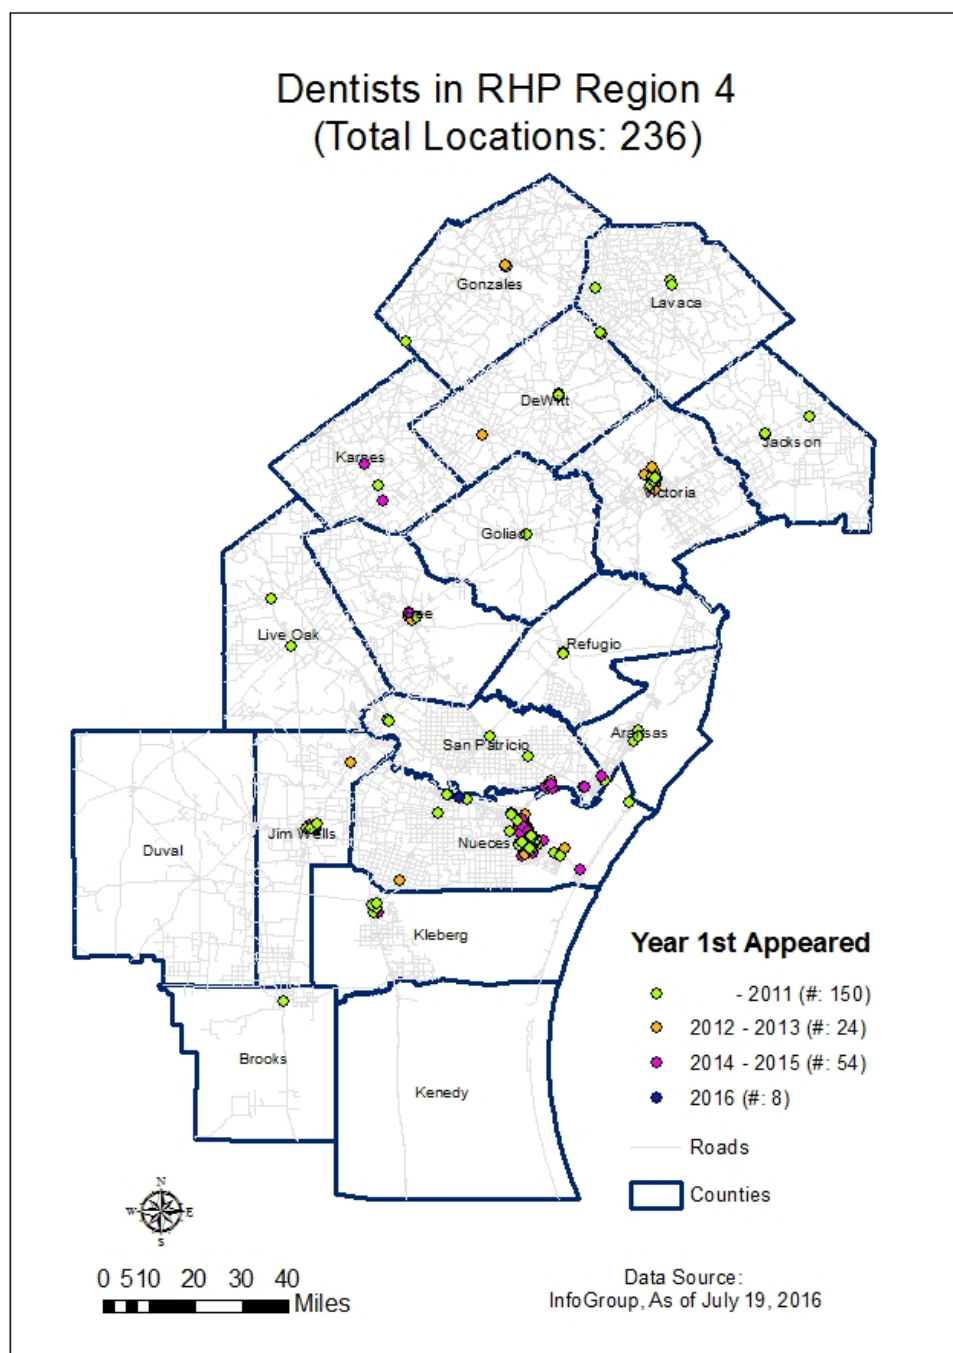 Dentists in RHP Region 4
(Total Locations: 236)
Gonzales
Lavaca
DeWitt
Jackson
Karnes
Victoria
Goliad
Live Oak
Refugio
Aransas
San Patricio
Jim Wells
Nueces
Duval
Kleberg
Brooks
Kenedy
Year 1st Appeared
- 2011 (#: 150)
2012 - 2013 (#: 24)
2014 - 2015 (#: 54)
2016 (#: 8)
Roads
Counties
N
W E
S
0 5 10 20 30 40
Miles
Data Source:
InfoGroup, As of July 19, 2016